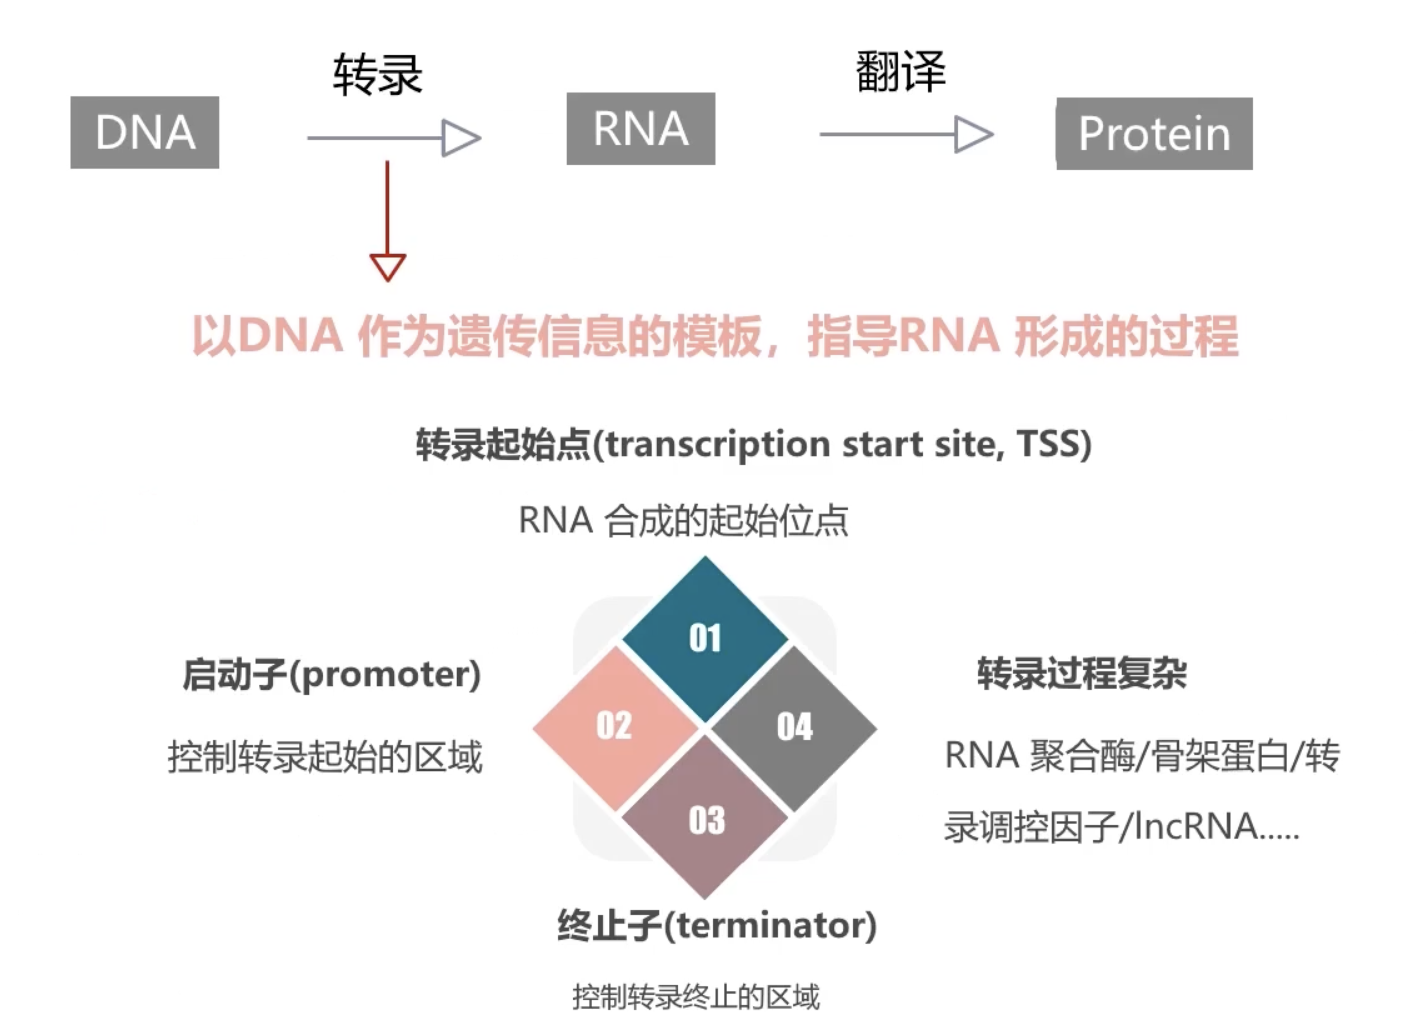 转录
翻译
DNA
RNA
Protein
以DNA 作为遗传信息的模板，指导RNA 形成的过程
转录起始点(transcription start site, TSS)
RNA 合成的起始位点
01
启动子(promoter)
控制转录起始的区域
02
04
转录过程复杂
RNA 聚合酶/骨架蛋白/转
录调控因子/lncRNA.....
03
终止子(terminator)
控制转录终止的区域